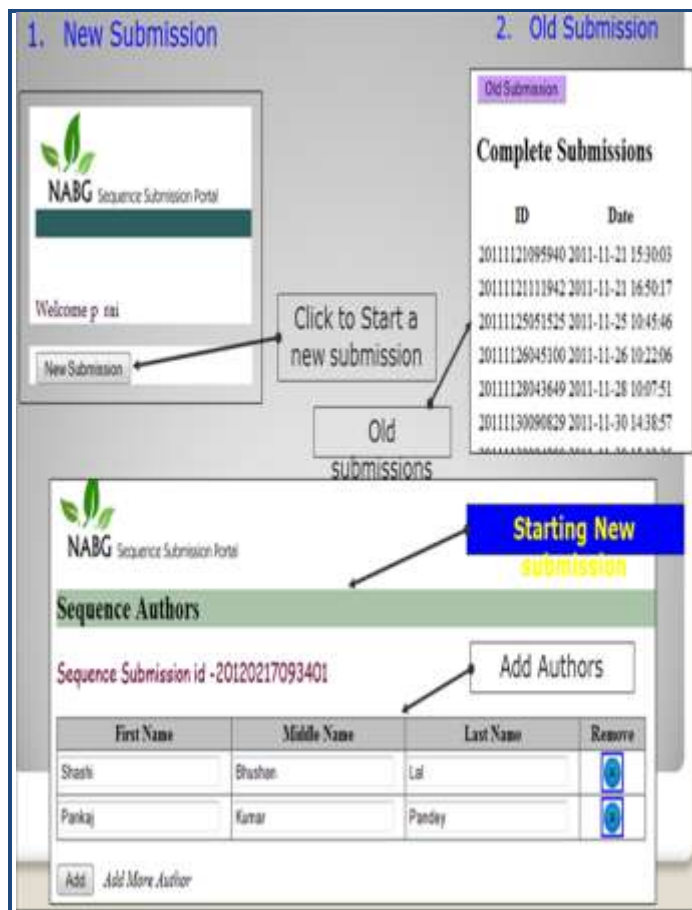 1. New Submission
2. Old Submission
NABG Sequence Submission Portal
Welcome p rai
New Submission
Click to Start a
new submission
Old
submissions
Old Submission
Complete Submissions
ID Date
20111121095940 2011-11-21 15:30:03
20111121111942 2011-11-21 16:50:17
20111125051525 2011-11-25 10:45:46
20111126045100 2011-11-26 10:22:06
20111128043649 2011-11-28 10:07:51
20111130090829 2011-11-30 14:38:57
NABG Sequence Submission Portal
Starting New
submission
Sequence Authors
Sequence Submission id -20120217093401
Add Authors
First Name Middle Name Last Name Remove
Shashi Bhushan Lal
Pankaj Kumar Pandey
Add Add More Author